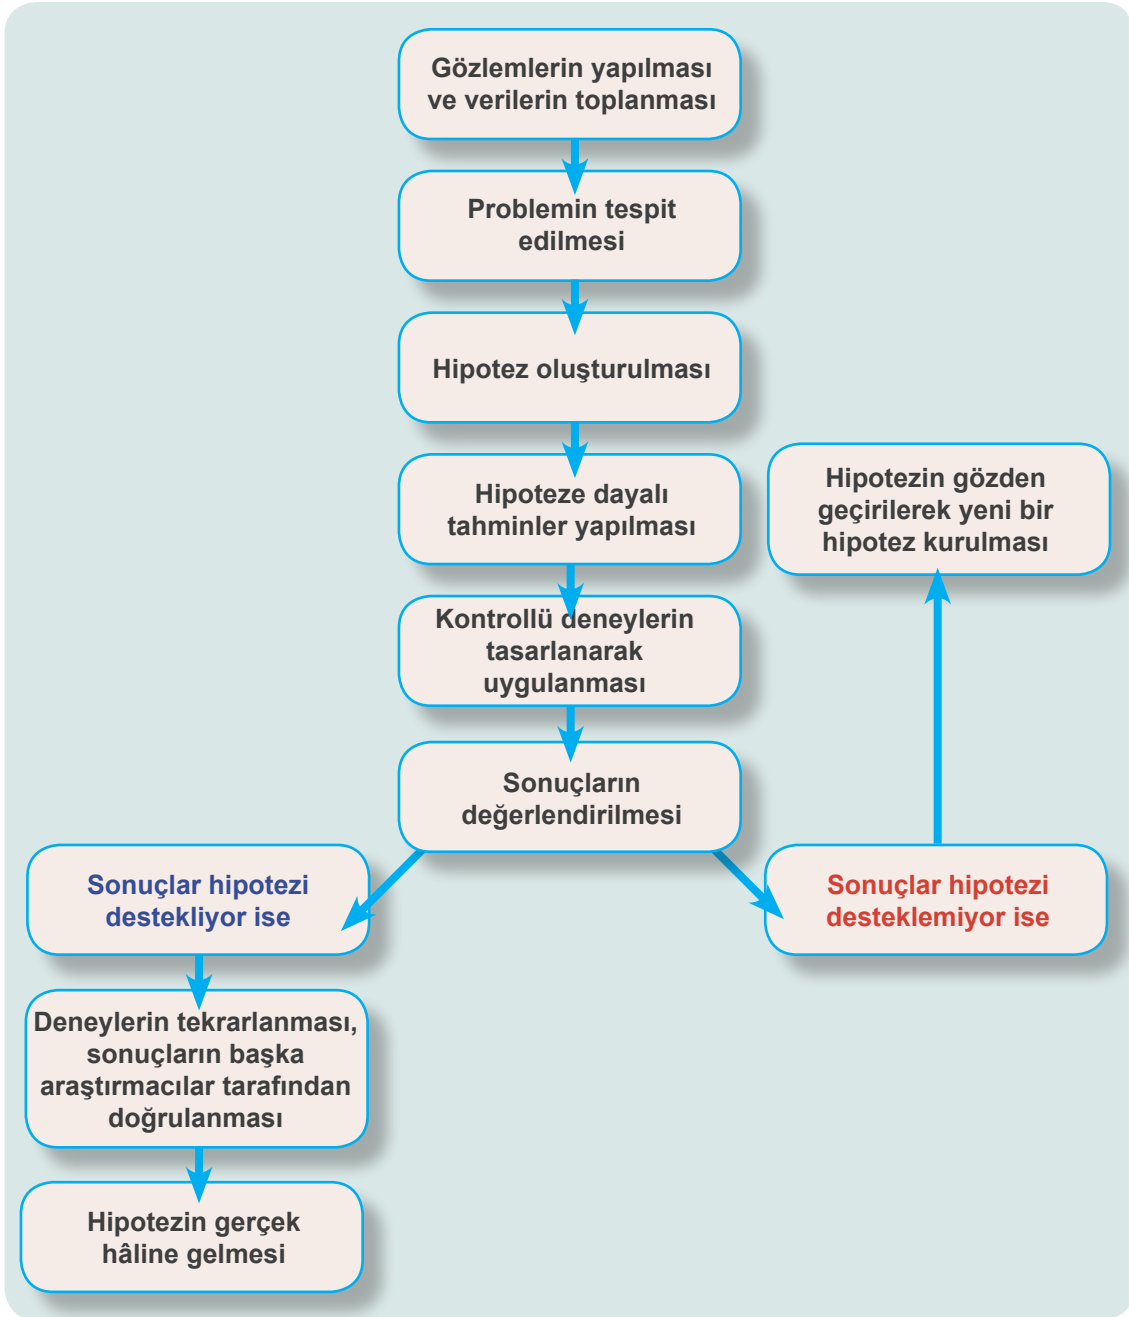 Gözlemlerin yapılması
ve verilerin toplanması
Problemin tespit
edilmesi
Hipotez oluşturulması
Hipoteze dayalı
tahminler yapılması
Hipotezin gözden
geçirilerek yeni bir
hipotez kurulması
Kontrollü deneylerin
tasarlanarak
uygulanması
Sonuçların
değerlendirilmesi
Sonuçlar hipotezi
destekliyor ise
Sonuçlar hipotezi
desteklemiyor ise
Deneylerin tekrarlanması,
sonuçların başka
araştırmacılar tarafından
doğrulanması
Hipotezin gerçek
hâline gelmesi